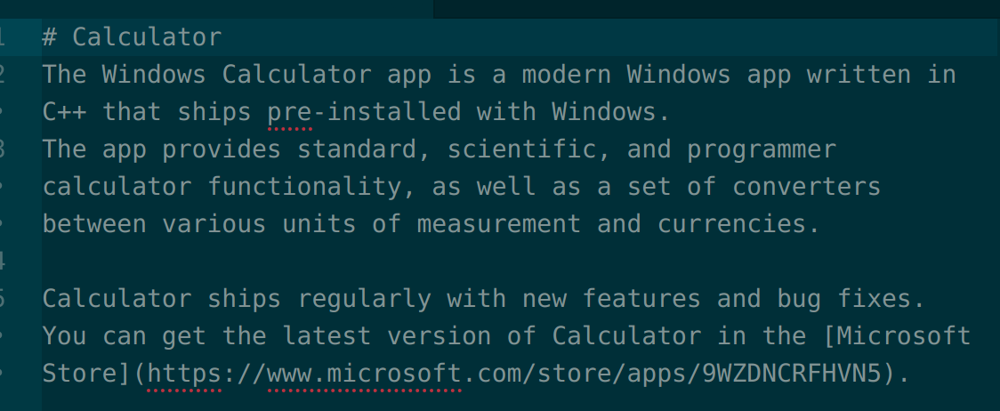 1 # Calculator
2 The Windows Calculator app is a modern Windows app written in
• C++ that ships pre-installed with Windows.
3 The app provides standard, scientific, and programmer
• calculator functionality, as well as a set of converters
• between various units of measurement and currencies.
4
5 Calculator ships regularly with new features and bug fixes.
• You can get the latest version of Calculator in the [Microsoft
• Store](https://www.microsoft.com/store/apps/9WZDNCRFHVN5).